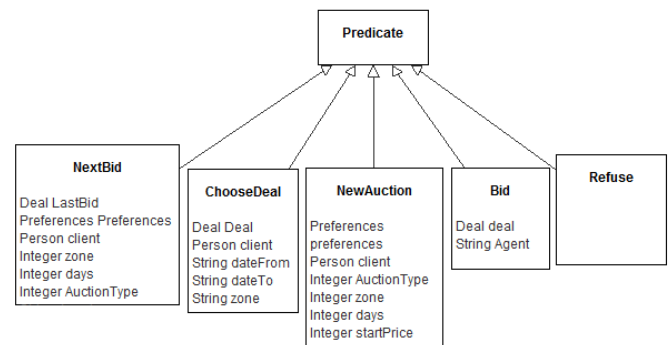 Predicate
NextBid
Deal LastBid
Preferences Preferences
Person client
Integer zone
Integer days
Integer AuctionType
ChooseDeal
Deal Deal
Person client
String dateFrom
String dateTo
String zone
NewAuction
Preferences
preferences
Person client
Integer AuctionType
Integer zone
Integer days
Integer startPrice
Bid
Deal deal
String Agent
Refuse